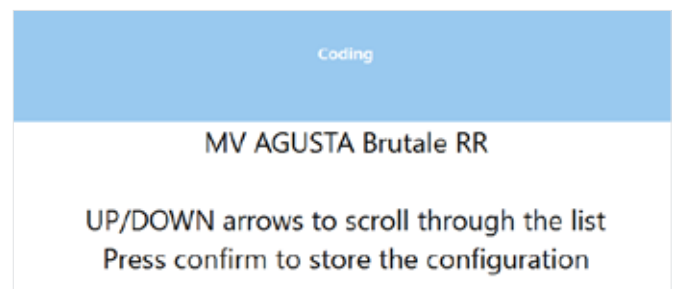 Coding
MV AGUSTA Brutale RR
UP/DOWN arrows to scroll through the list
Press confirm to store the configuration